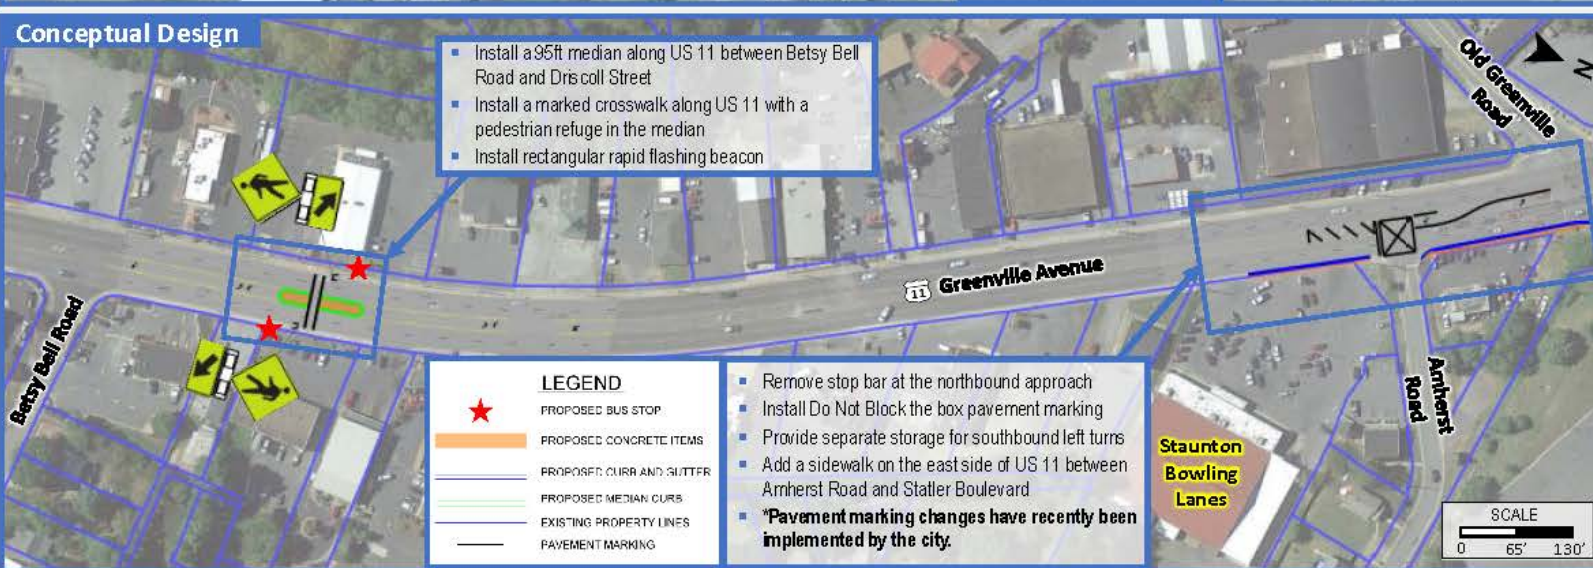 Conceptual Design
▪ Install a 95ft median along US 11 between Betsy Bell
Road and Driscoll Street
▪ Install a marked crosswalk along US 11 with a
pedestrian refuge in the median
▪ Install rectangular rapid flashing beacon
Old Greenville
Road
N
11 Greenville Avenue
Betsy Bell Road
Amherst
Road
LEGEND
PROPOSED BUS STOP
PROPOSED CONCRETE ITEMS
PROPOSED CURB AND GUTTER
PROPOSED MEDIAN CURB
EXISTING PROPERTY LINES
PAVEMENT MARKING
▪ Remove stop bar at the northbound approach
▪ Install Do Not Block the box pavement marking
▪ Provide separate storage for southbound left turns
▪ Add a sidewalk on the east side of US 11 between
Amherst Road and Statler Boulevard
▪ *Pavement marking changes have recently been
implemented by the city.
Staunton
Bowling
Lanes
SCALE
0 65' 130'